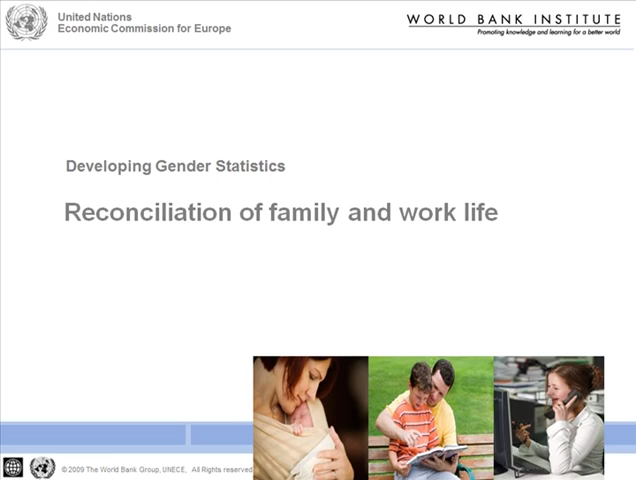 United Nations
Economic Commission for Europe
WORLD BANK INSTITUTE
Promoting knowledge and learning for a better world
Developing Gender Statistics
Reconciliation of family and work life
© 2009 The World Bank Group, UNECE, All Rights reserved